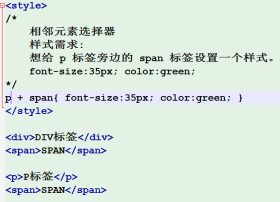 <style>
/*
相邻元素选择器
样式需求:
想给 p 标签旁边的 span 标签设置一个样式。
font-size:35px; color:green;
*/
p + span{ font-size:35px; color:green; }
</style>
<div>DIV标签</div>
<span>SPAN</span>
<p>P标签</p>
<span>SPAN</span>